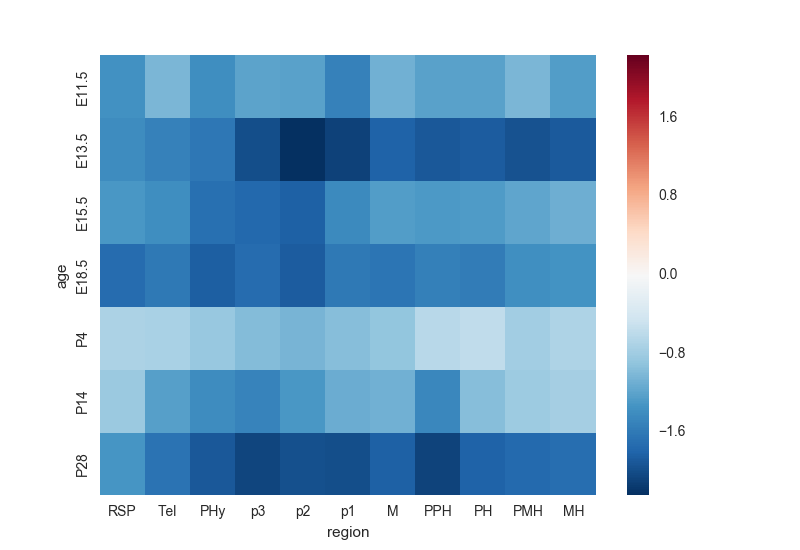 E11.5
E13.5
E15.5
E18.5
P4
P14
P28
age
RSP Tel PHy p3 p2 p1 M PPH PH PMH MH
region
1.6
0.8
0.0
−0.8
−1.6